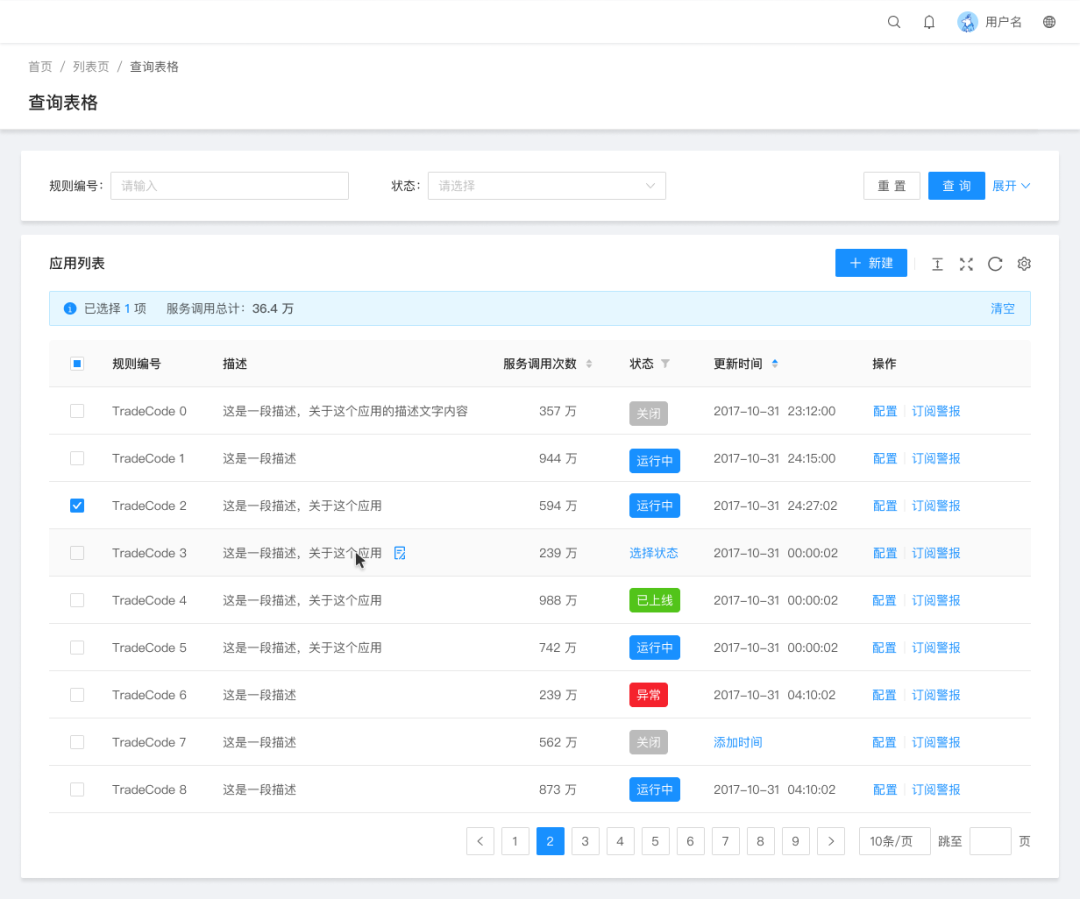 用户名
首页 / 列表页 / 查询表格
查询表格
规则编号： 请输入 状态： 请选择 重 置 查 询 展开
应用列表 + 新建
已选择 1 项 服务调用总计：36.4 万 清空
规则编号 描述 服务调用次数 状态 更新时间 操作
TradeCode 0 这是一段描述，关于这个应用的描述文字内容 357 万 关闭 2017-10-31 23:12:00 配置 订阅警报
TradeCode 1 这是一段描述 944 万 运行中 2017-10-31 24:15:00 配置 订阅警报
TradeCode 2 这是一段描述，关于这个应用 594 万 运行中 2017-10-31 24:27:02 配置 订阅警报
TradeCode 3 这是一段描述，关于这个应用 239 万 选择状态 2017-10-31 00:00:02 配置 订阅警报
TradeCode 4 这是一段描述，关于这个应用 988 万 已上线 2017-10-31 00:00:02 配置 订阅警报
TradeCode 5 这是一段描述，关于这个应用 742 万 运行中 2017-10-31 00:00:02 配置 订阅警报
TradeCode 6 这是一段描述 239 万 异常 2017-10-31 04:10:02 配置 订阅警报
TradeCode 7 这是一段描述 562 万 关闭 添加时间 配置 订阅警报
TradeCode 8 这是一段描述 873 万 运行中 2017-10-31 04:10:02 配置 订阅警报
< 1 2 3 4 5 6 7 8 9 > 10条/页 跳至 页